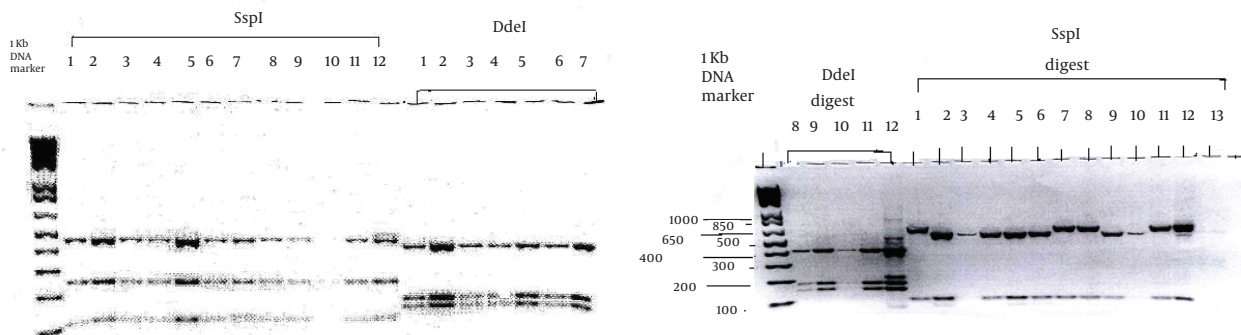 SspI
DdeI
1 Kb
DNA
marker
1 2 3 4 5 6 7 8 9 10 11 12
1 2 3 4 5 6 7
SspI
digest
1 Kb
DNA
marker
DdeI
digest
8 9 10 11 12
1 2 3 4 5 6 7 8 9 10 11 12 13
1000
850
650
500
400
300
200
100